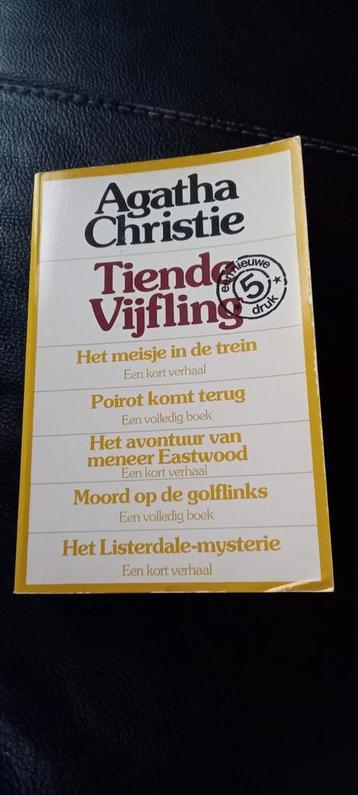 Agatha
Christie
Tiende
Vijfling
een nieuwe
5
druk
Het meisje in de trein
Een kort verhaal
Poirot komt terug
Een volledig boek
Het avontuur van
meneer Eastwood
Een kort verhaal
Moord op de golflinks
Een volledig boek
Het Listerdale-mysterie
Een kort verhaal